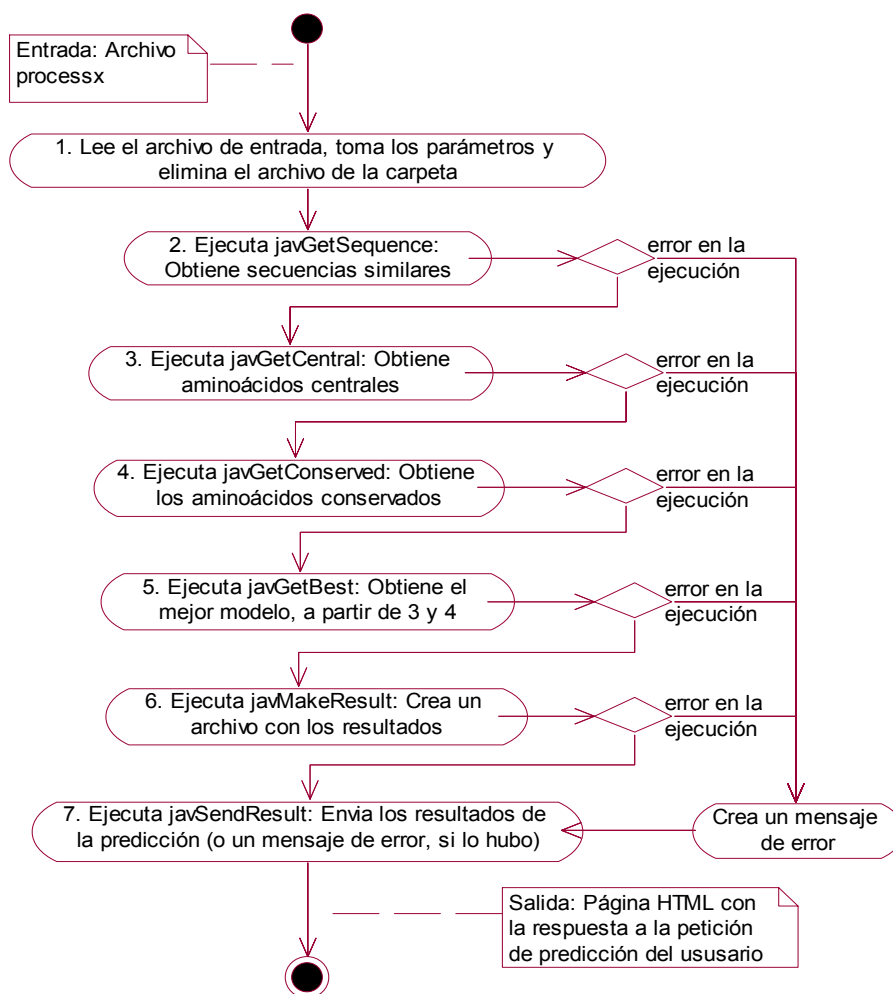 Entrada: Archivo
processx
1. Lee el archivo de entrada, toma los parámetros y
elimina el archivo de la carpeta
2. Ejecuta javGetSequence:
Obtiene secuencias similares
error en la
ejecución
3. Ejecuta javGetCentral: Obtiene
aminoácidos centrales
error en la
ejecución
4. Ejecuta javGetConserved: Obtiene
los aminoácidos conservados
error en la
ejecución
5. Ejecuta javGetBest: Obtiene el
mejor modelo, a partir de 3 y 4
error en la
ejecución
6. Ejecuta javMakeResult: Crea un
archivo con los resultados
error en la
ejecución
7. Ejecuta javSendResult: Envia los resultados de
la predicción (o un mensaje de error, si lo hubo)
Crea un mensaje
de error
Salida: Página HTML con
la respuesta a la petición
de predicción del ususario